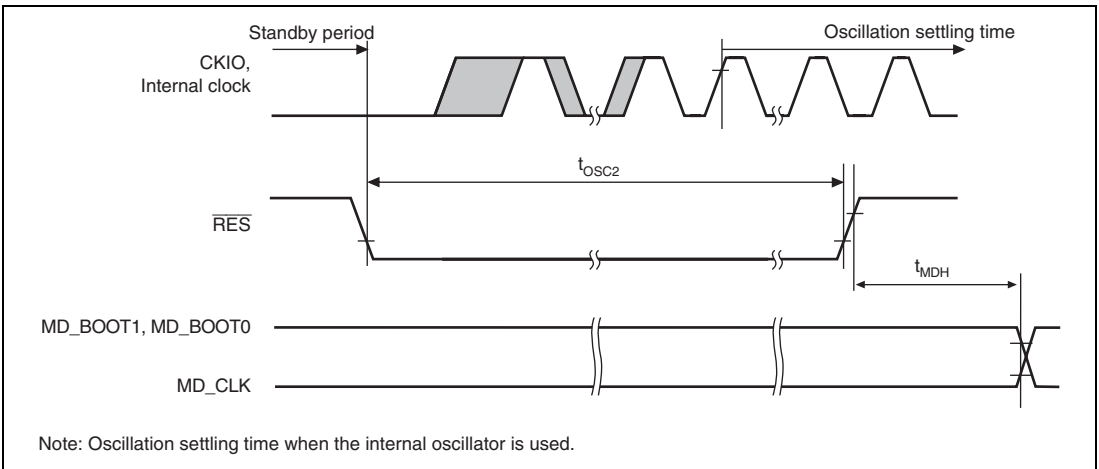 Standby period
Oscillation settling time
CKIO,
Internal clock
tOSC2
RES
tMDH
MD_BOOT1, MD_BOOT0
MD_CLK
Note: Oscillation settling time when the internal oscillator is used.